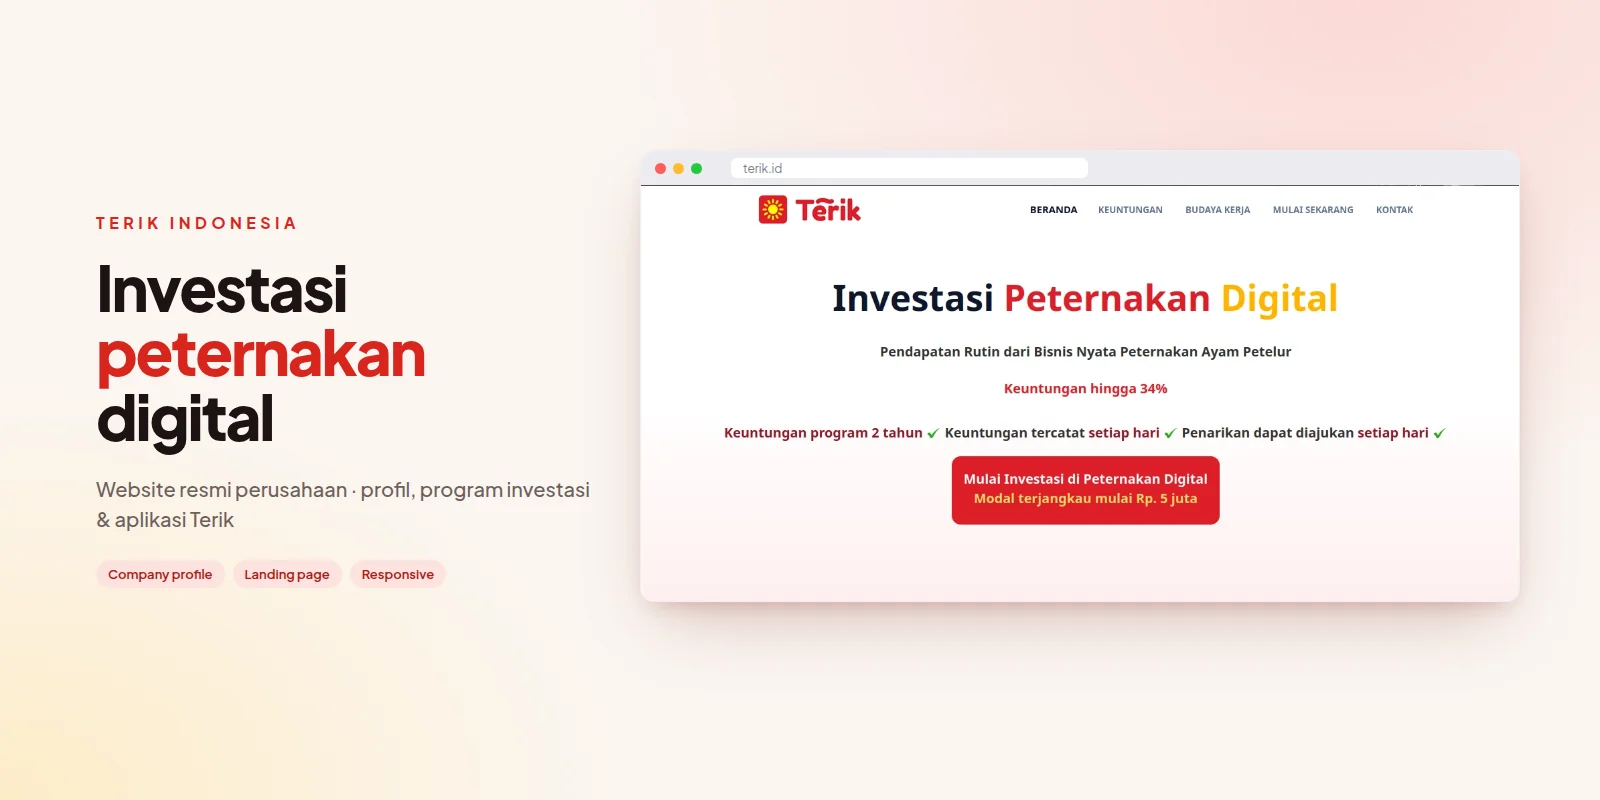 TERIK INDONESIA
Investasi
peternakan
digital
Website resmi perusahaan · profil, program investasi
& aplikasi Terik
Company profile
Landing page
Responsive
terik.id
Terik
BERANDA KEUNTUNGAN BUDAYA KERJA MULAI SEKARANG KONTAK
Investasi Peternakan Digital
Pendapatan Rutin dari Bisnis Nyata Peternakan Ayam Petelur
Keuntungan hingga 34%
Keuntungan program 2 tahun ✓ Keuntungan tercatat setiap hari ✓ Penarikan dapat diajukan setiap hari ✓
Mulai Investasi di Peternakan Digital
Modal terjangkau mulai Rp. 5 juta